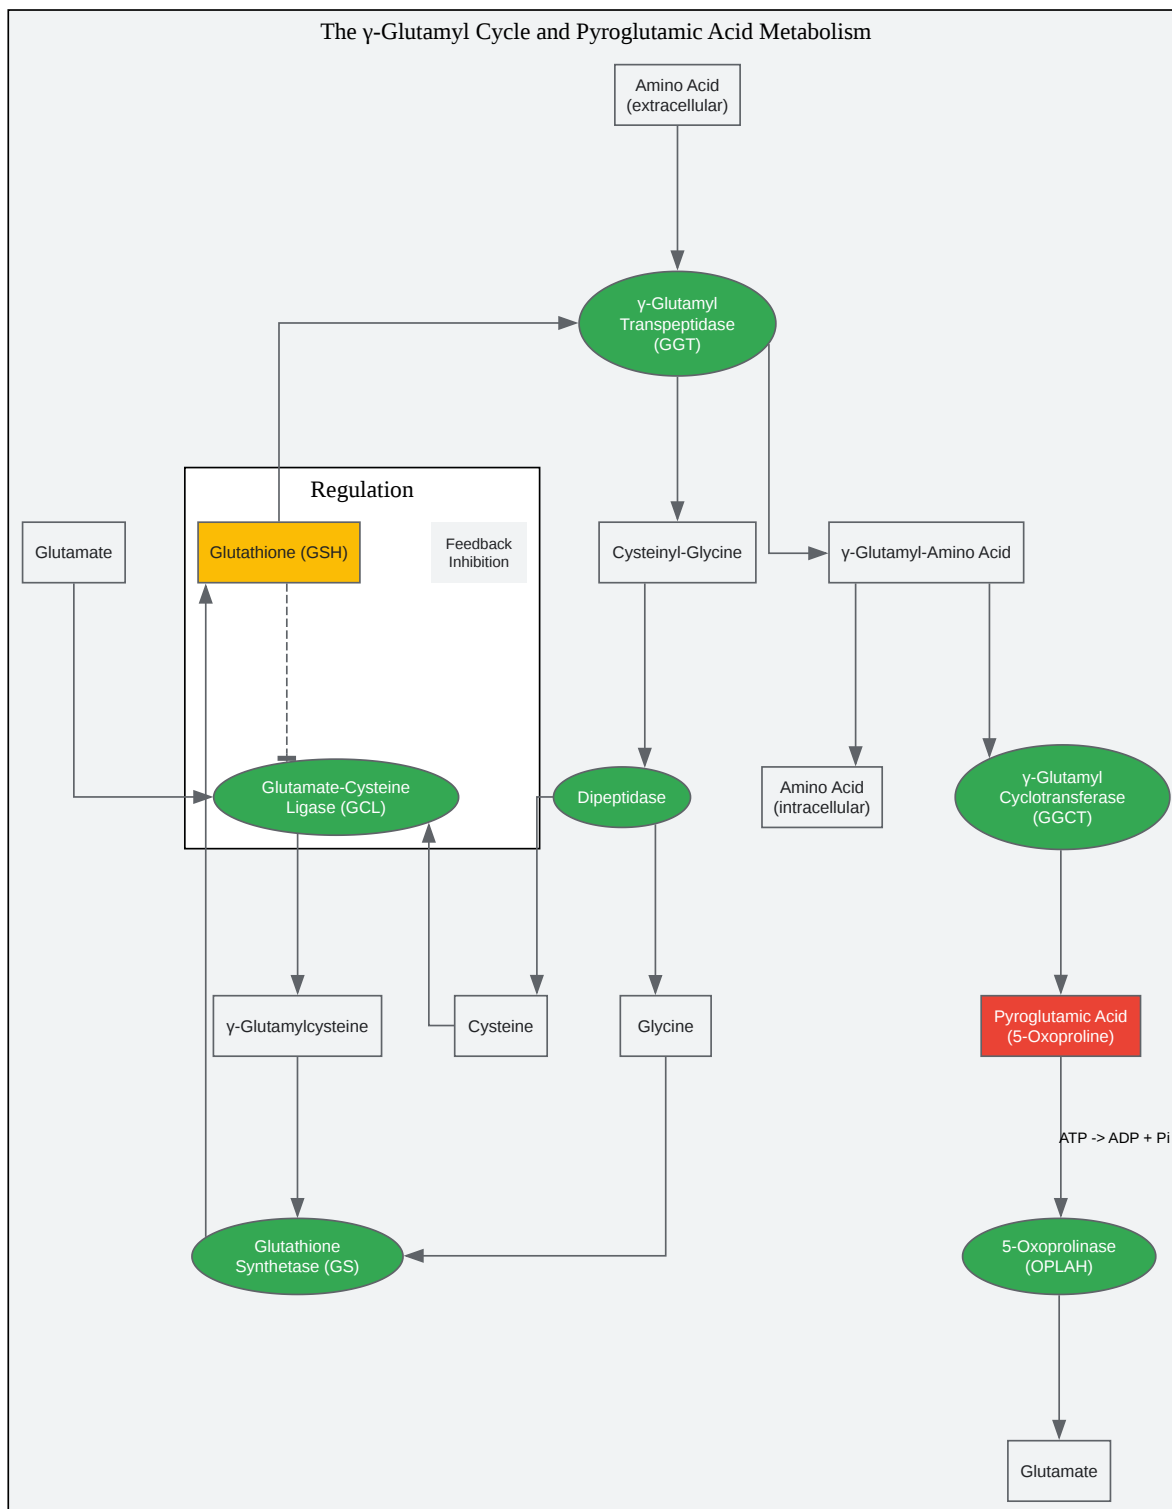 The γ-Glutamyl Cycle and Pyroglutamic Acid Metabolism
Amino Acid
(extracellular)
γ-Glutamyl
Transpeptidase
(GGT)
Regulation
Glutamate
Glutathione (GSH)
Feedback
Inhibition
Cysteinyl-Glycine
γ-Glutamyl-Amino Acid
Glutamate-Cysteine
Ligase (GCL)
Dipeptidase
Amino Acid
(intracellular)
γ-Glutamyl
Cyclotransferase
(GGCT)
γ-Glutamylcysteine
Cysteine
Glycine
Pyroglutamic Acid
(5-Oxoproline)
ATP -> ADP + Pi
Glutathione
Synthetase (GS)
5-Oxoprolinase
(OPLAH)
Glutamate